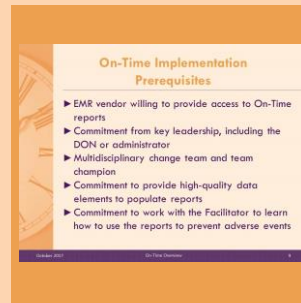 On-Time Implementation
Prerequisites
► EMR vendor willing to provide access to On-Time
reports
► Commitment from key leadership, including the
DON or administrator
► Multidisciplinary change team and team
champion
► Commitment to provide high-quality data
elements to populate reports
► Commitment to work with the Facilitator to learn
how to use the reports to prevent adverse events
October 2017 On-Time Overview